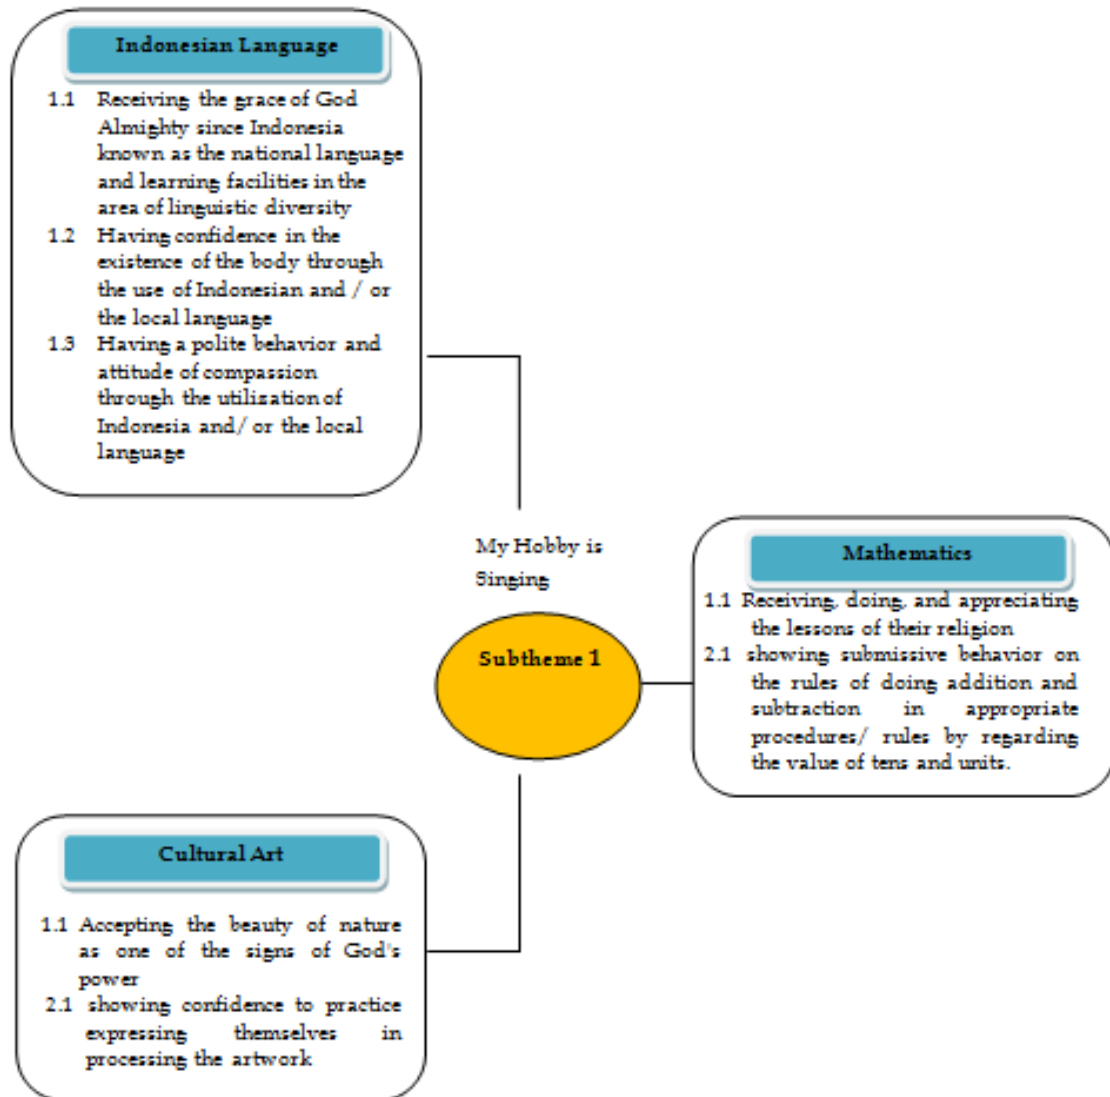 Indonesian Language
1.1 Receiving the grace of God
Almighty since Indonesia
known as the national language
and learning facilities in the
area of linguistic diversity
1.2 Having confidence in the
existence of the body through
the use of Indonesian and / or
the local language
1.3 Having a polite behavior and
attitude of compassion
through the utilization of
Indonesia and/ or the local
language
My Hobby is
Singing
Subtheme 1
Mathematics
1.1 Receiving, doing, and appreciating
the lessons of their religion
2.1 showing submissive behavior on
the rules of doing addition and
subtraction in appropriate
procedures/ rules by regarding
the value of tens and units.
Cultural Art
1.1 Accepting the beauty of nature
as one of the signs of God's
power
2.1 showing confidence to practice
expressing themselves in
processing the artwork